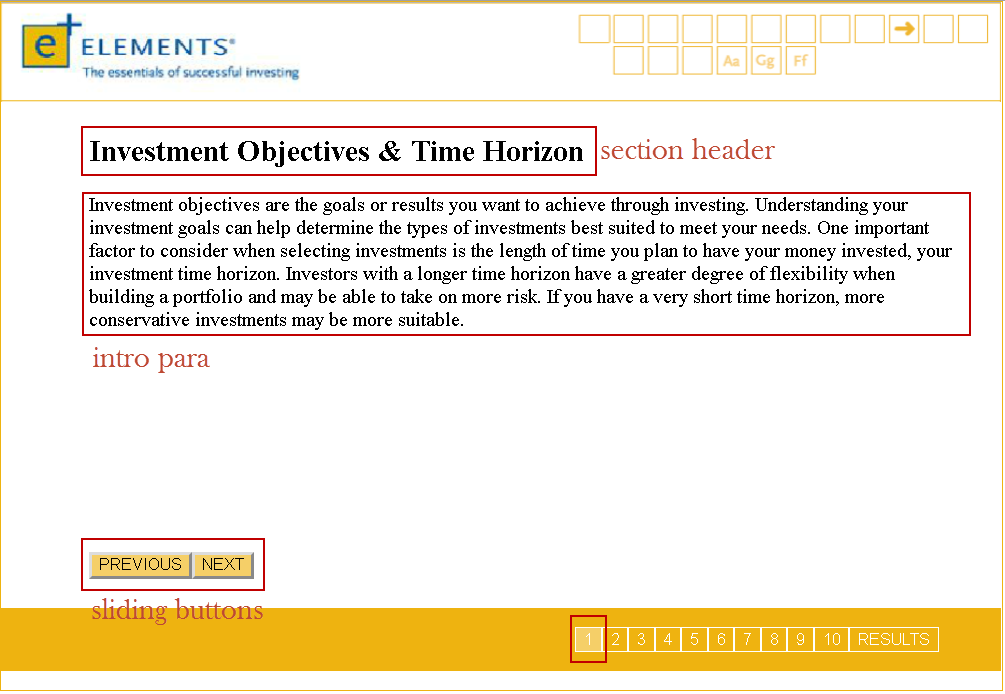 e+
ELEMENTS®
The essentials of successful investing
Aa Gg Ff
Investment Objectives & Time Horizon
section header
Investment objectives are the goals or results you want to achieve through investing. Understanding your
investment goals can help determine the types of investments best suited to meet your needs. One important
factor to consider when selecting investments is the length of time you plan to have your money invested, your
investment time horizon. Investors with a longer time horizon have a greater degree of flexibility when
building a portfolio and may be able to take on more risk. If you have a very short time horizon, more
conservative investments may be more suitable.
intro para
PREVIOUS NEXT
sliding buttons
1 2 3 4 5 6 7 8 9 10 RESULTS